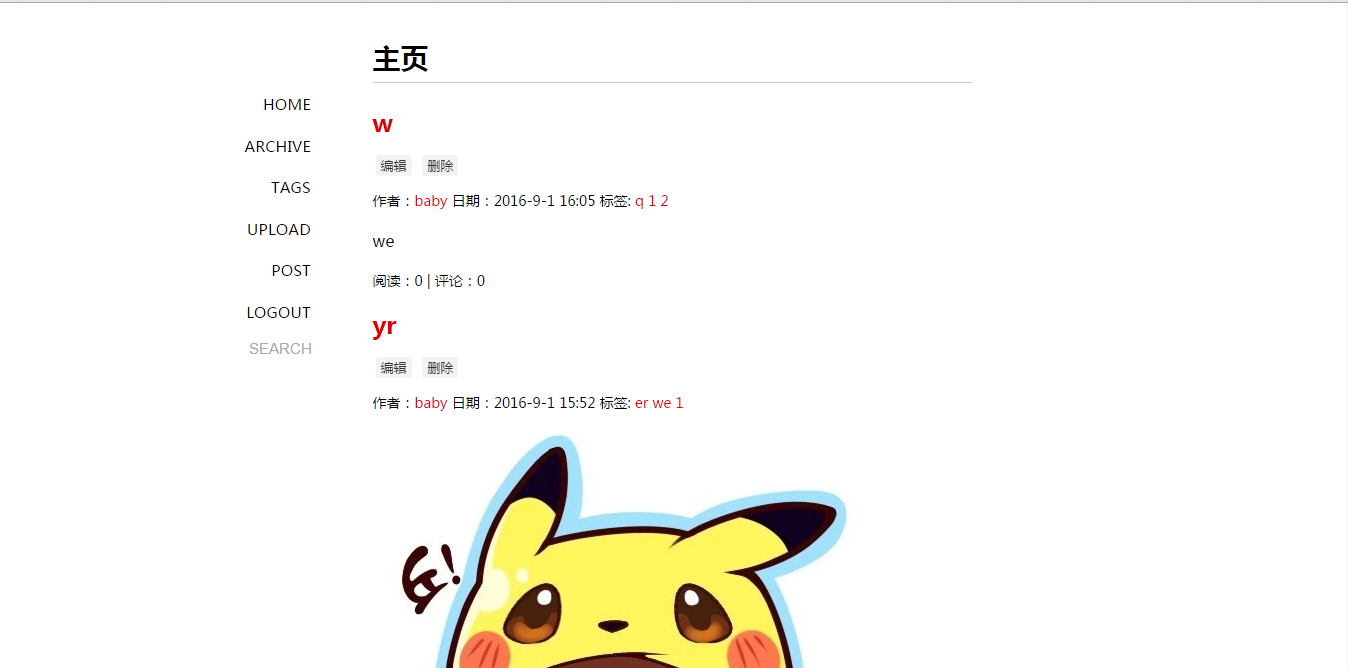 主页
HOME
ARCHIVE
TAGS
UPLOAD
POST
LOGOUT
SEARCH
w
编辑 删除
作者：baby 日期：2016-9-1 16:05 标签: q 1 2
we
阅读：0 | 评论：0
yr
编辑 删除
作者：baby 日期：2016-9-1 15:52 标签: er we 1